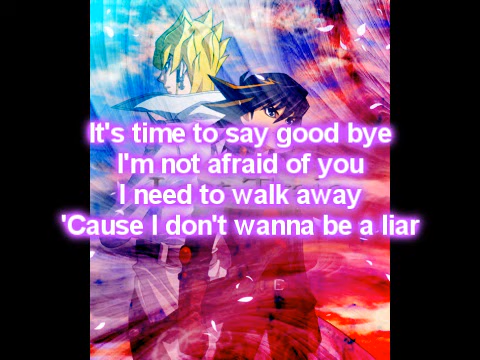 It's time to say good bye
I'm not afraid of you
I need to walk away
'Cause I don't wanna be a liar